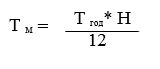 Т м = Т год* Н
12